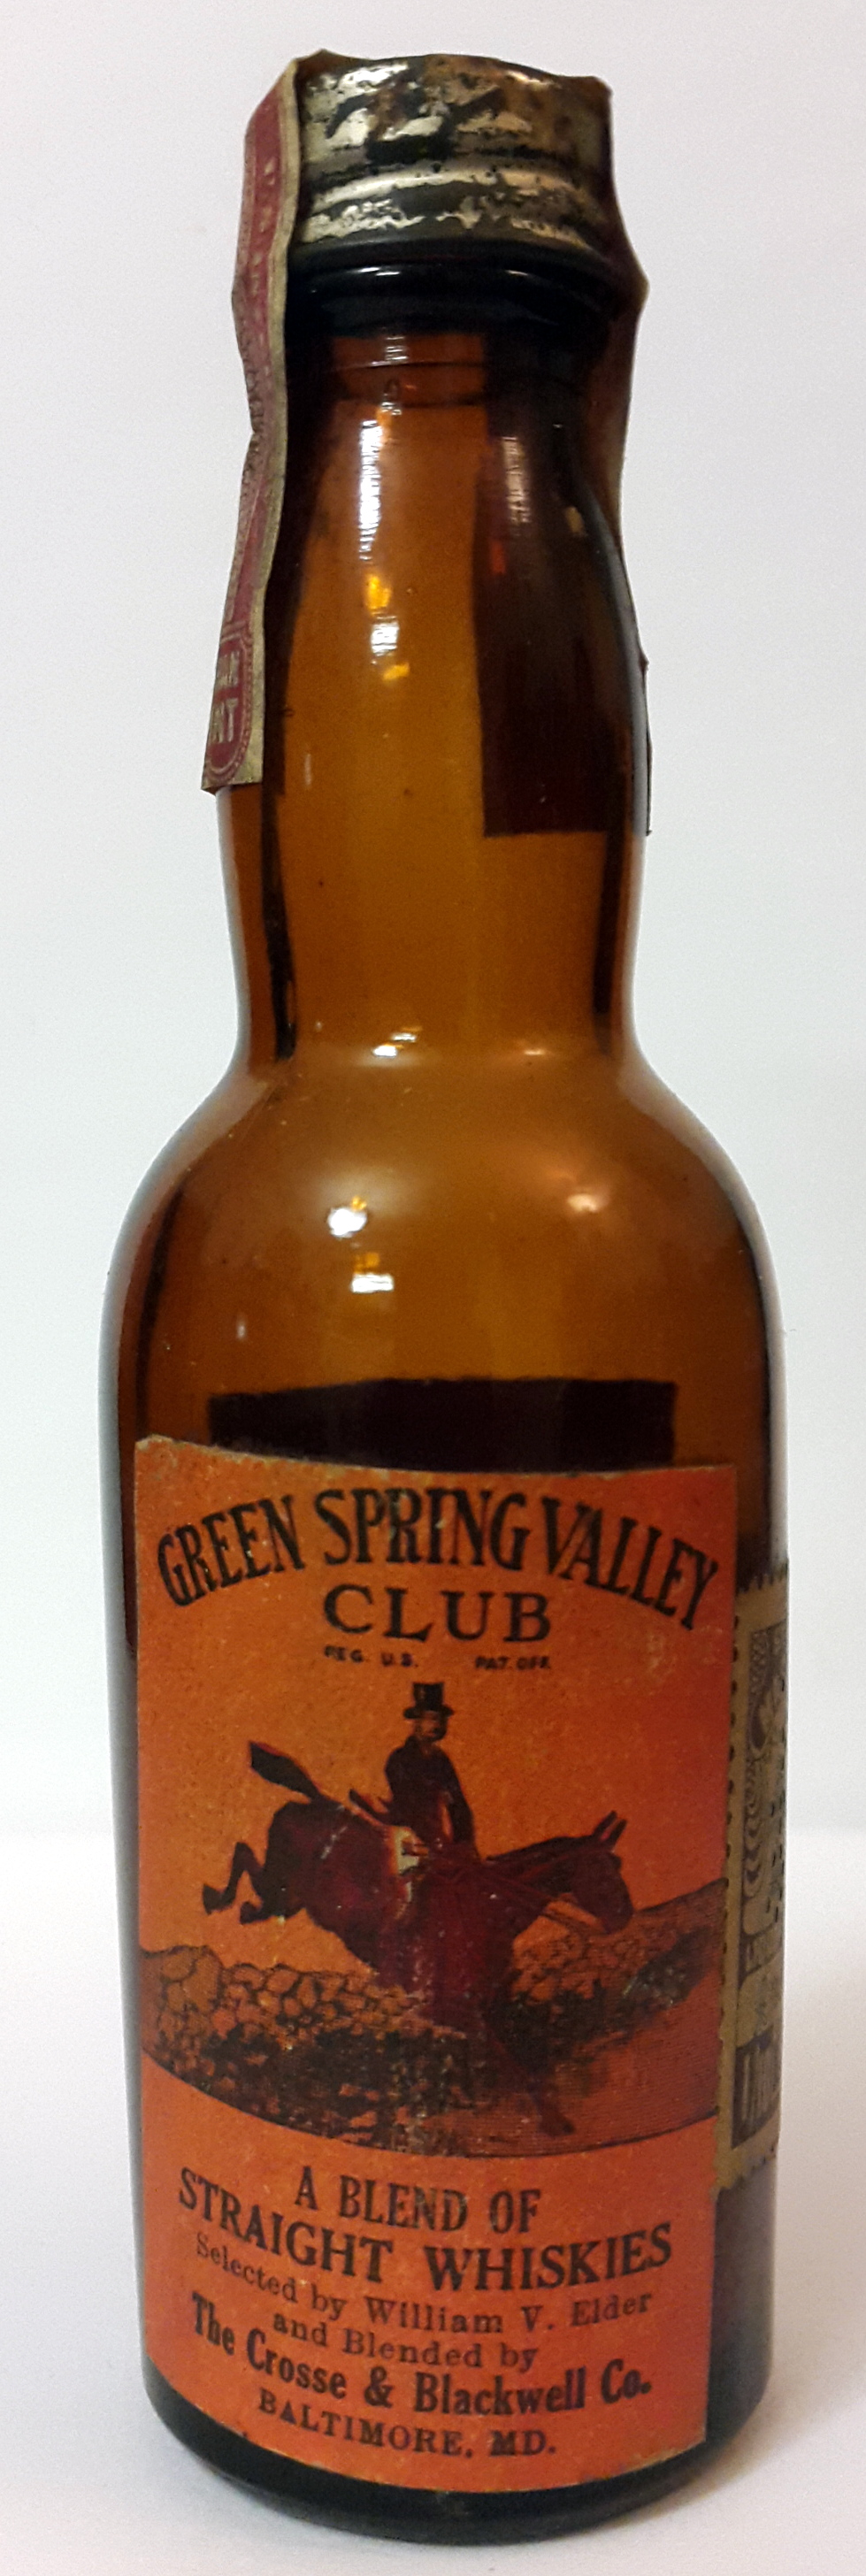 GREEN SPRING VALLEY
CLUB
REG. U.S. PAT. OFF.
A BLEND OF
STRAIGHT WHISKIES
Selected by William V. Elder
and Blended by
The Crosse & Blackwell Co.
BALTIMORE, MD.